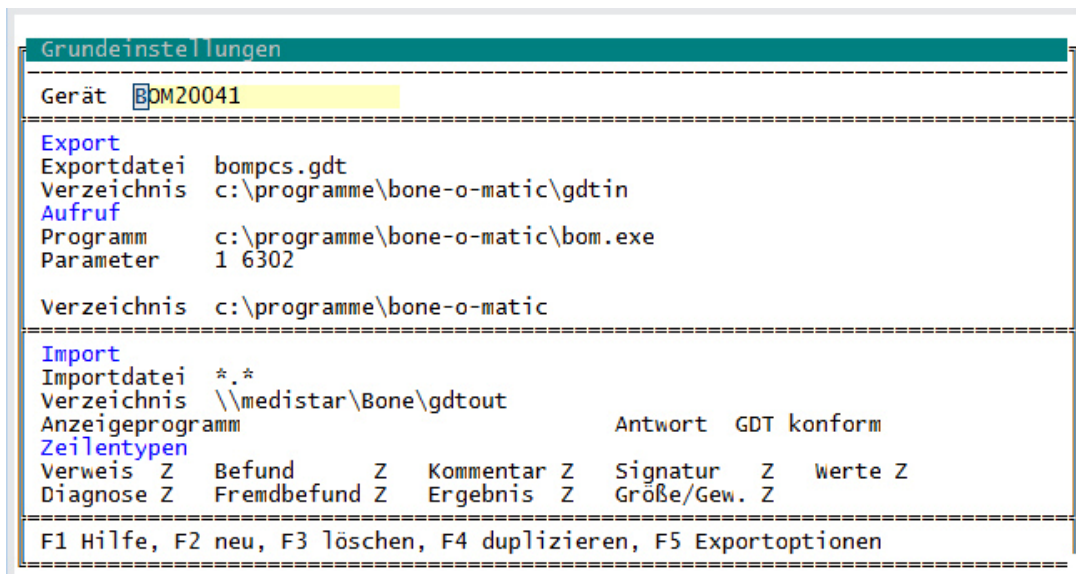 Grundeinstellungen
Gerät BOM20041
Export
Exportdatei bompcs.gdt
Verzeichnis c:\programme\bone-o-matic\gdtin
Aufruf
Programm c:\programme\bone-o-matic\bom.exe
Parameter 1 6302
Verzeichnis c:\programme\bone-o-matic
Import
Importdatei *.*
Verzeichnis \\medistar\Bone\gdtout
Anzeigeprogramm Antwort GDT konform
Zeilentypen
Verweis Z Befund Z Kommentar Z Signatur Z Werte Z
Diagnose Z Fremdbefund Z Ergebnis Z Größe/Gew. Z
F1 Hilfe, F2 neu, F3 löschen, F4 duplizieren, F5 Exportoptionen